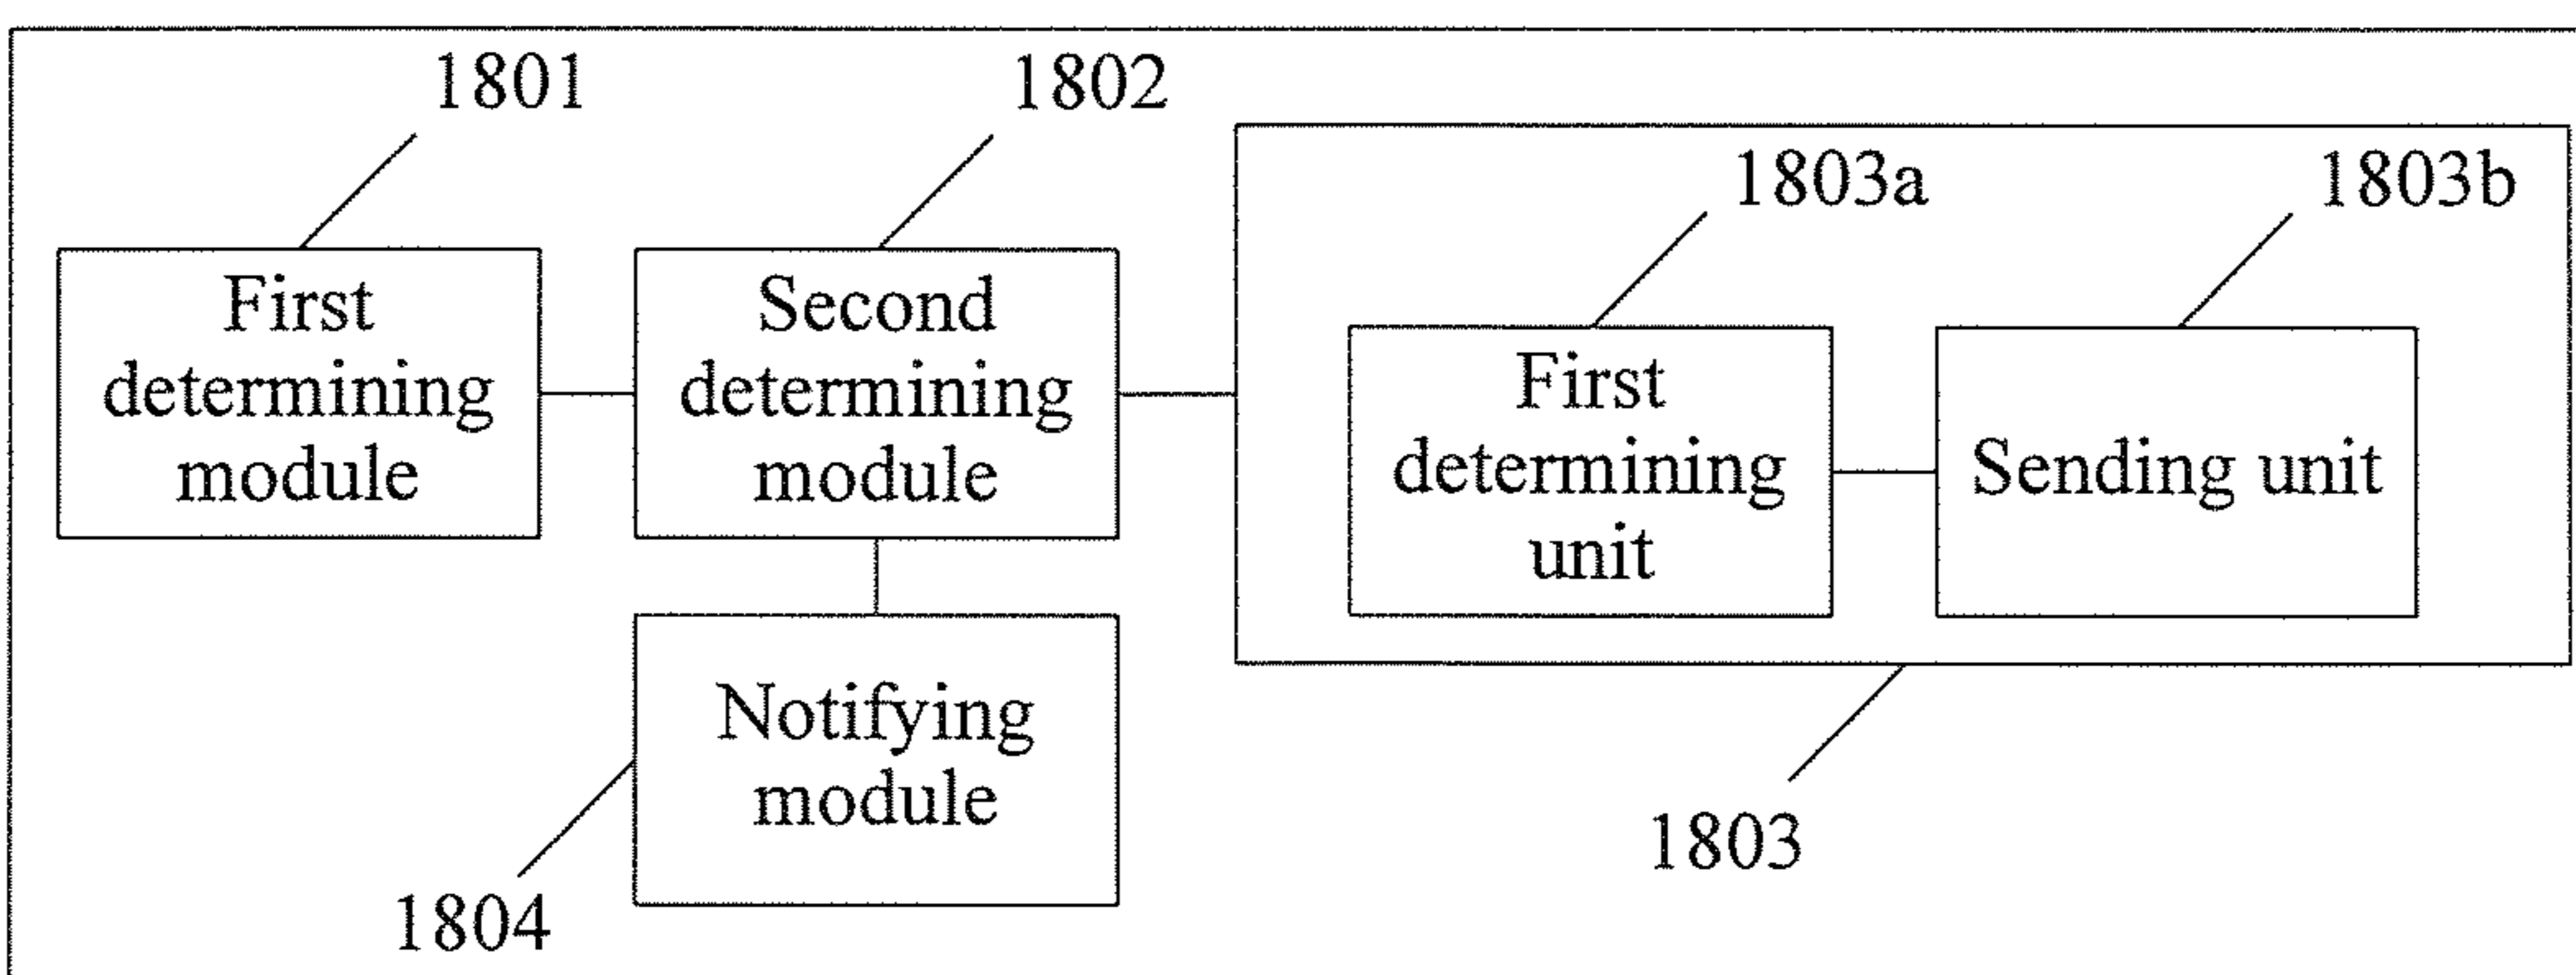 1801
1802
1803a
1803b
First
determining
module
Second
determining
module
First
determining
unit
Sending unit
Notifying
module
1803
1804